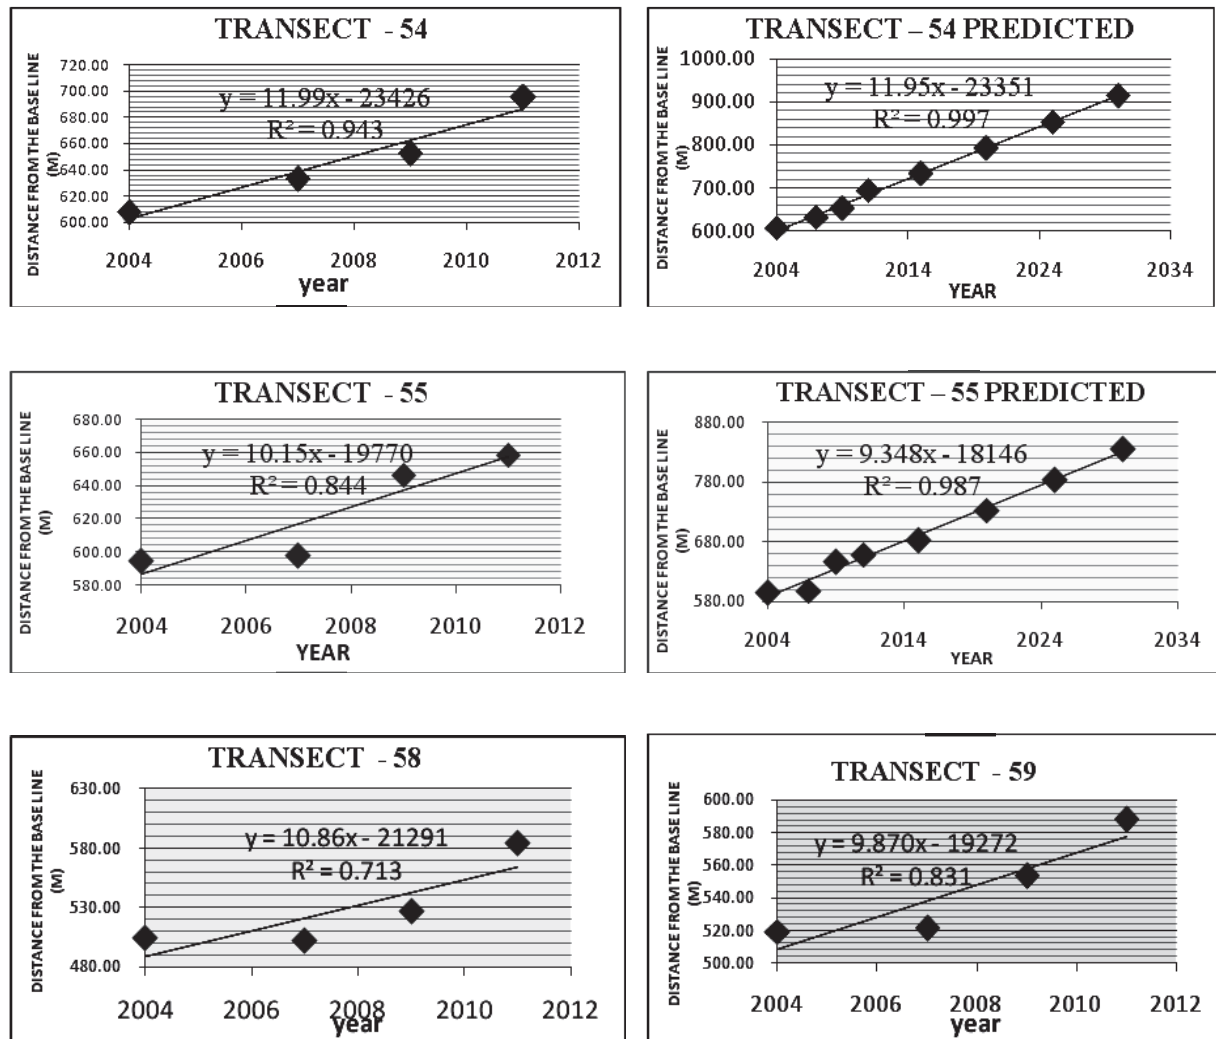 TRANSECT - 54
DISTANCE FROM THE BASE LINE
(M)
720.00
700.00
680.00
660.00
640.00
620.00
600.00
y = 11.99x - 23426
R² = 0.943
2004 2006 2008 2010 2012
year
TRANSECT – 54 PREDICTED
DISTANCE FROM THE BASE LINE
(M)
1000.00
900.00
800.00
700.00
600.00
y = 11.95x - 23351
R² = 0.997
2004 2014 2024 2034
YEAR
TRANSECT - 55
DISTANCE FROM THE BASE LINE
(M)
680.00
660.00
640.00
620.00
600.00
580.00
y = 10.15x - 19770
R² = 0.844
2004 2006 2008 2010 2012
YEAR
TRANSECT – 55 PREDICTED
DISTANCE FROM THE BASE LINE
(M)
880.00
780.00
680.00
580.00
y = 9.348x - 18146
R² – 0.987
2004 2014 2024 2034
YEAR
TRANSECT - 58
DISTANCE FROM THE BASE LINE
(M)
630.00
580.00
530.00
480.00
y = 10.86x - 21291
R² = 0.713
2004 2006 2008 2010 2012
year
TRANSECT - 59
DISTANCE FROM THE BASE LINE
(M)
600.00
580.00
560.00
540.00
520.00
500.00
y = 9.870x - 19272
R² = 0.831
2004 2006 2008 2010 2012
year